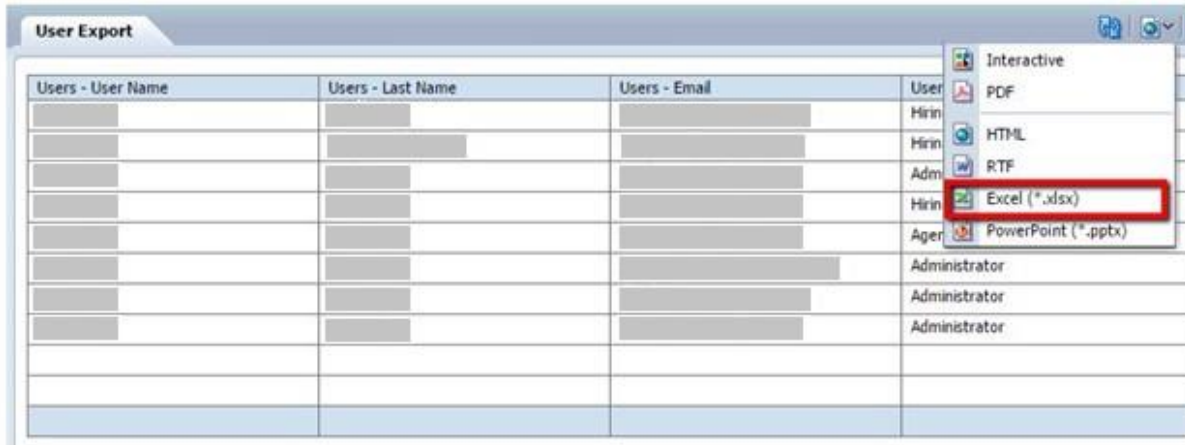 User Export
Interactive
PDF
HTML
RTF
Excel (*.xlsx)
PowerPoint (*.pptx)
Users - User Name Users - Last Name Users - Email User
Hirin
Hirin
Adm
Hirin
Agen
Administrator
Administrator
Administrator